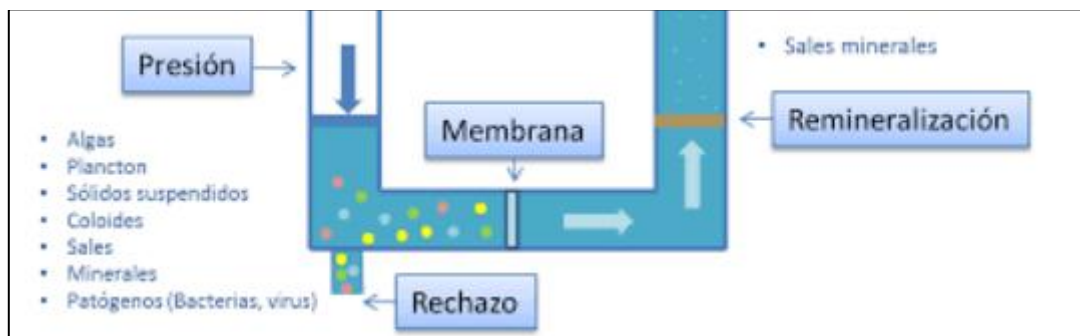 Presión
• Algas
• Plancton
• Sólidos suspendidos
• Coloides
• Sales
• Minerales
• Patógenos (Bacterias, virus)
Rechazo
Membrana
• Sales minerales
Remineralización